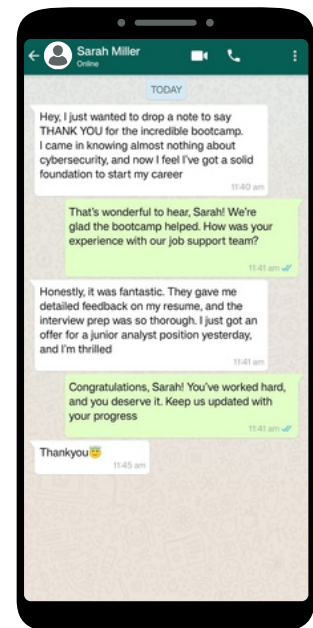 Sarah Miller
Online
TODAY
Hey, I just wanted to drop a note to say
THANK YOU for the incredible bootcamp.
I came in knowing almost nothing about
cybersecurity, and now I feel I've got a solid
foundation to start my career
11:40 am
That's wonderful to hear, Sarah! We're
glad the bootcamp helped. How was your
experience with our job support team?
11:41 am
Honestly, it was fantastic. They gave me
detailed feedback on my resume, and the
interview prep was so thorough. I just got an
offer for a junior analyst position yesterday,
and I'm thrilled
11:41 am
Congratulations, Sarah! You've worked hard,
and you deserve it. Keep us updated with
your progress
11:41 am
Thankyou😇
11:45 am